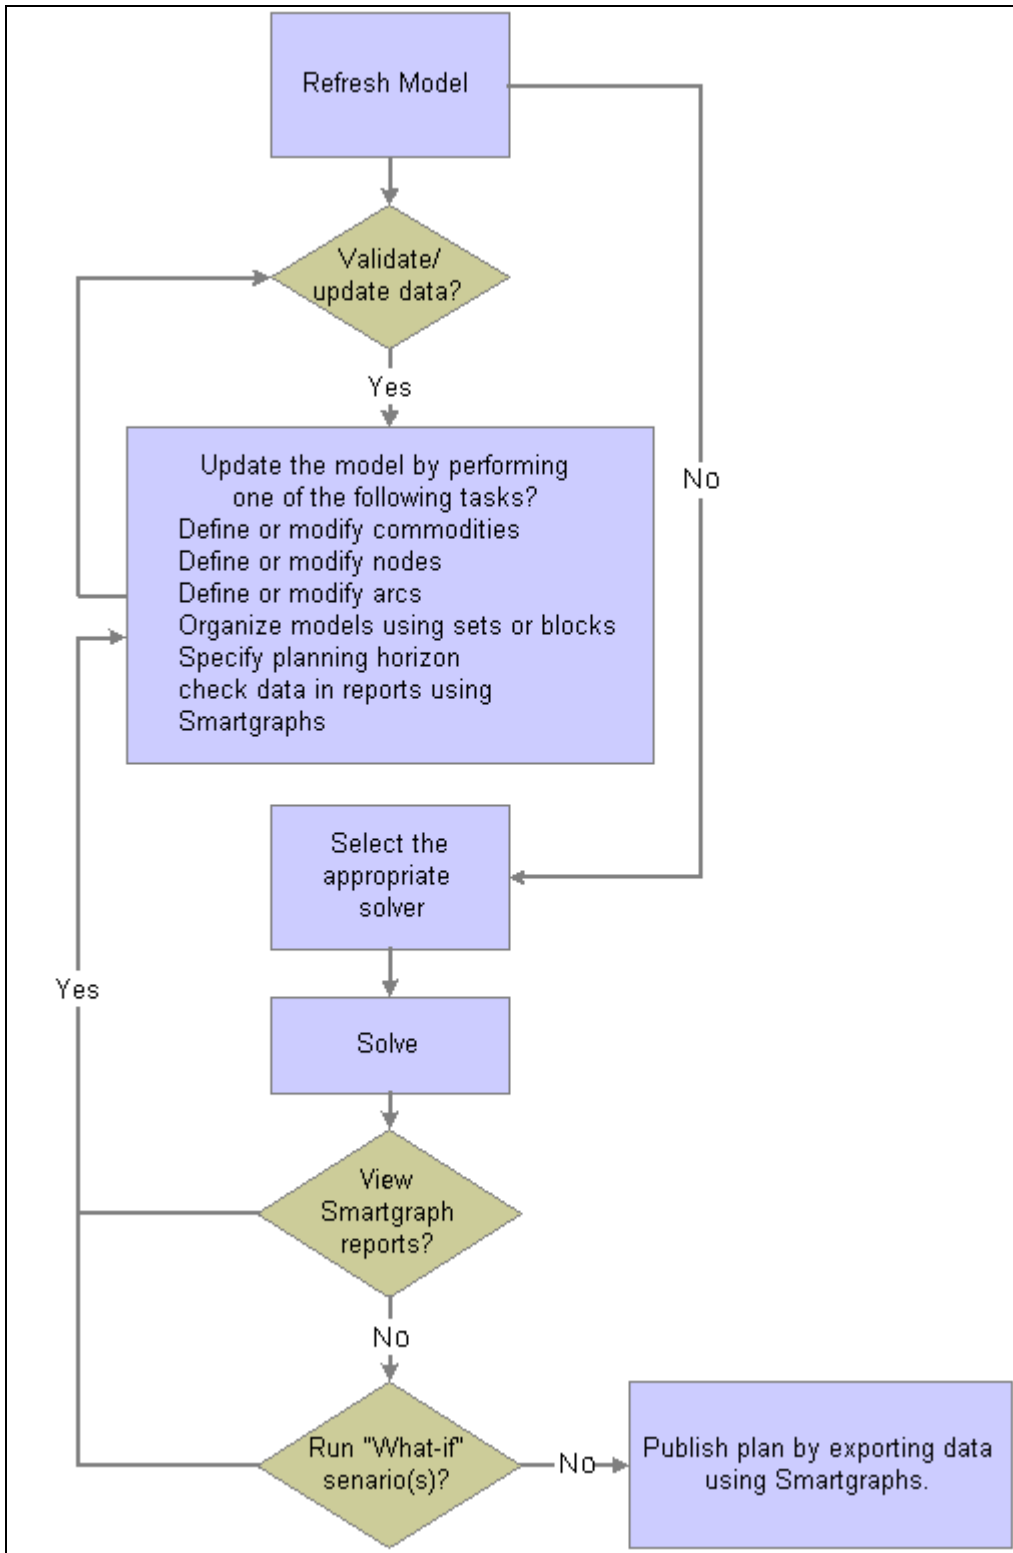 Refresh Model
Validate/
update data?
Yes
Update the model by performing
one of the following tasks?
Define or modify commodities
Define or modify nodes
Define or modify arcs
Organize models using sets or blocks
Specify planning horizon
check data in reports using
Smartgraphs
No
Select the
appropriate
solver
Yes
Solve
View
Smartgraph
reports?
No
Run "What-if"
senario(s)?
No
Publish plan by exporting data
using Smartgraphs.